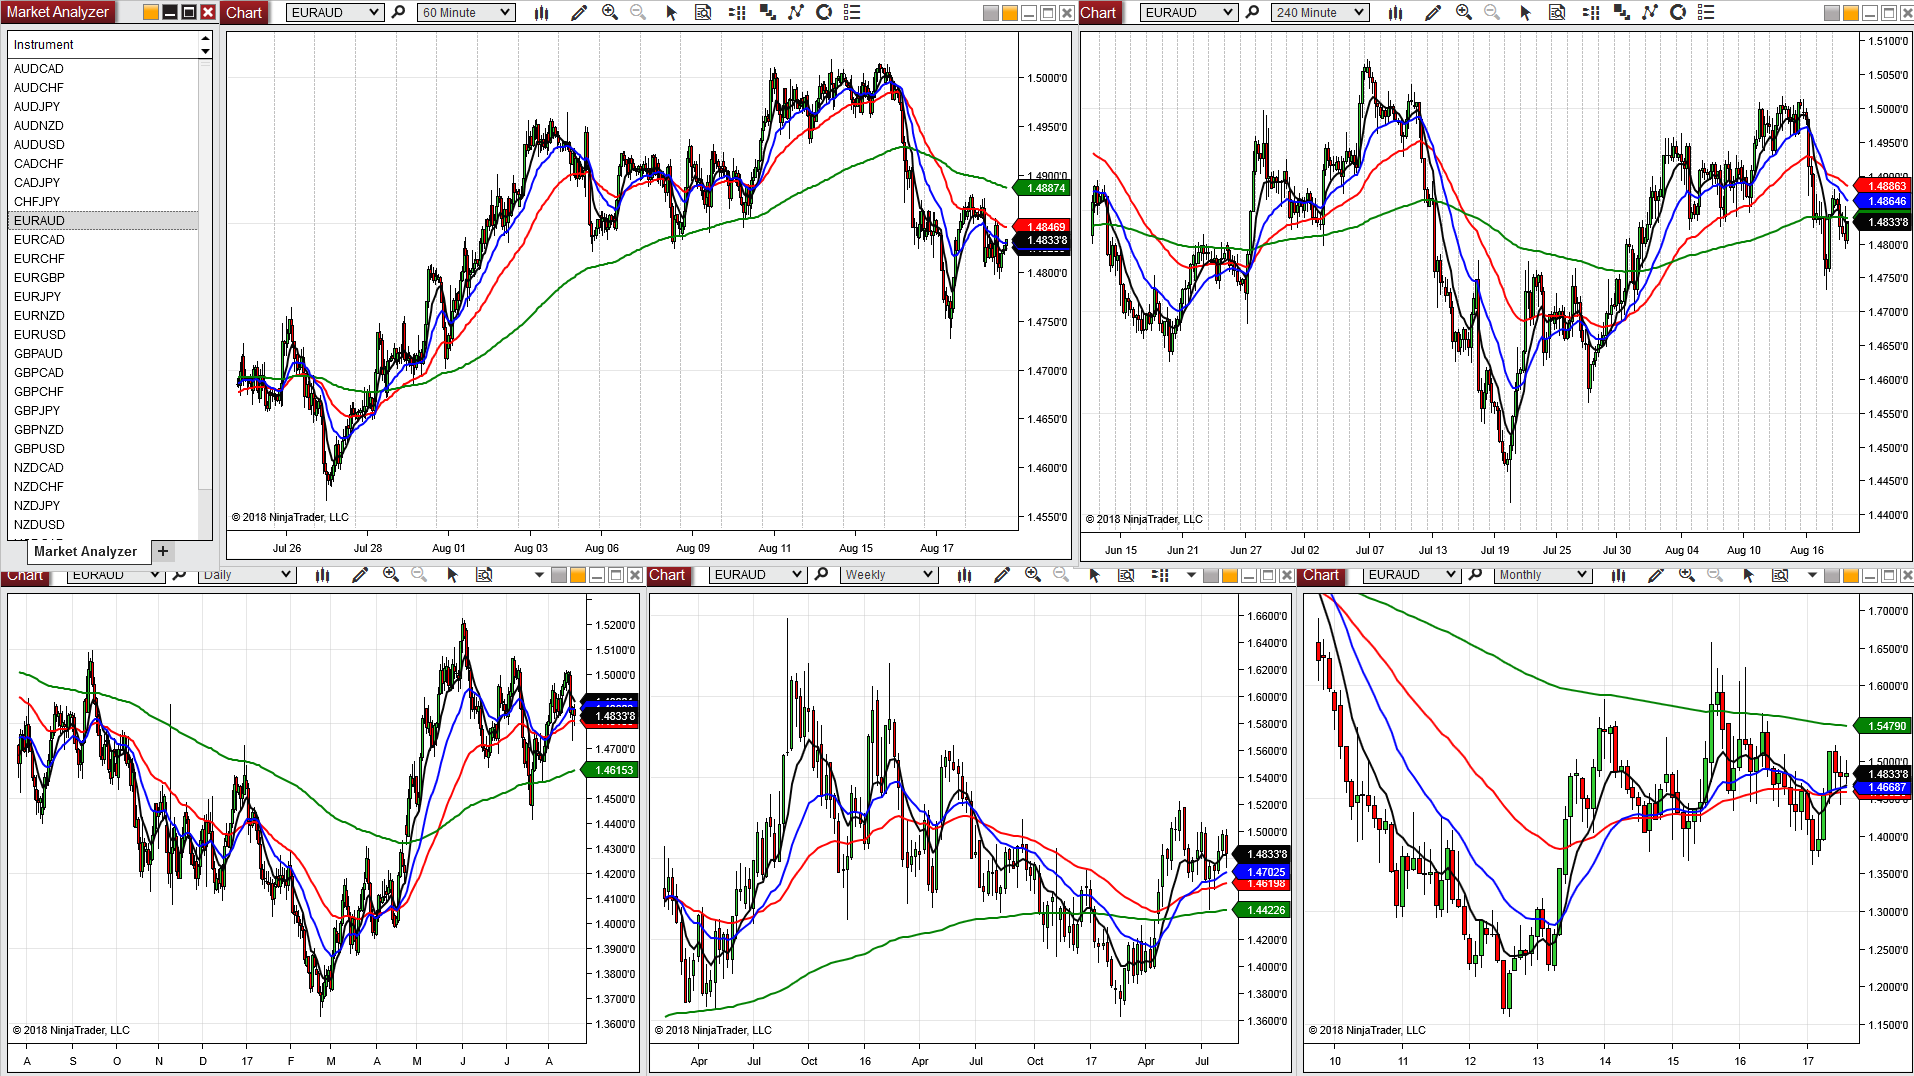 Market Analyzer
Instrument
AUDCAD
AUDCHF
AUDJPY
AUDNZD
AUDUSD
CADCHF
CADJPY
CHFJPY
EURAUD
EURCAD
EURCHF
EURGBP
EURJPY
EURNZD
EURUSD
GBPAUD
GBPCAD
GBPCHF
GBPJPY
GBPNZD
GBPUSD
NZDCAD
NZDCHF
NZDJPY
NZDUSD
Market Analyzer +
Chart EURAUD 60 Minute
1.5000'0
1.4950'0
1.4900'0
1.48874
1.48469
1.4833'8
1.4800'0
1.4750'0
1.4700'0
1.4650'0
1.4600'0
1.4550'0
© 2018 NinjaTrader, LLC
Jul 26 Jul 28 Aug 01 Aug 03 Aug 06 Aug 09 Aug 11 Aug 15 Aug 17
Chart EURAUD 240 Minute
1.5100'0
1.5050'0
1.5000'0
1.4950'0
1.48863
1.48646
1.4833'8
1.4800'0
1.4750'0
1.4700'0
1.4650'0
1.4600'0
1.4550'0
1.4500'0
1.4450'0
1.4400'0
© 2018 NinjaTrader, LLC
Jun 15 Jun 21 Jun 27 Jul 02 Jul 07 Jul 13 Jul 19 Jul 25 Jul 30 Aug 04 Aug 10 Aug 16
Chart EURAUD Daily
1.5200'0
1.5100'0
1.5000'0
1.4833'8
1.4700'0
1.46153
1.4500'0
1.4400'0
1.4300'0
1.4200'0
1.4100'0
1.4000'0
1.3900'0
1.3800'0
1.3700'0
1.3600'0
© 2018 NinjaTrader, LLC
A S O N D 17 F M A M J J A
Chart EURAUD Weekly
1.6600'0
1.6400'0
1.6200'0
1.6000'0
1.5800'0
1.5600'0
1.5400'0
1.5200'0
1.5000'0
1.4833'8
1.47025
1.46198
1.44226
1.4200'0
1.4000'0
1.3800'0
1.3600'0
© 2018 NinjaTrader, LLC
Apr Jul Oct 16 Apr Jul Oct 17 Apr Jul
Chart EURAUD Monthly
1.7000'0
1.6500'0
1.6000'0
1.54790
1.5000'0
1.4833'8
1.46687
1.4000'0
1.3500'0
1.3000'0
1.2500'0
1.2000'0
1.1500'0
© 2018 NinjaTrader, LLC
10 11 12 13 14 15 16 17